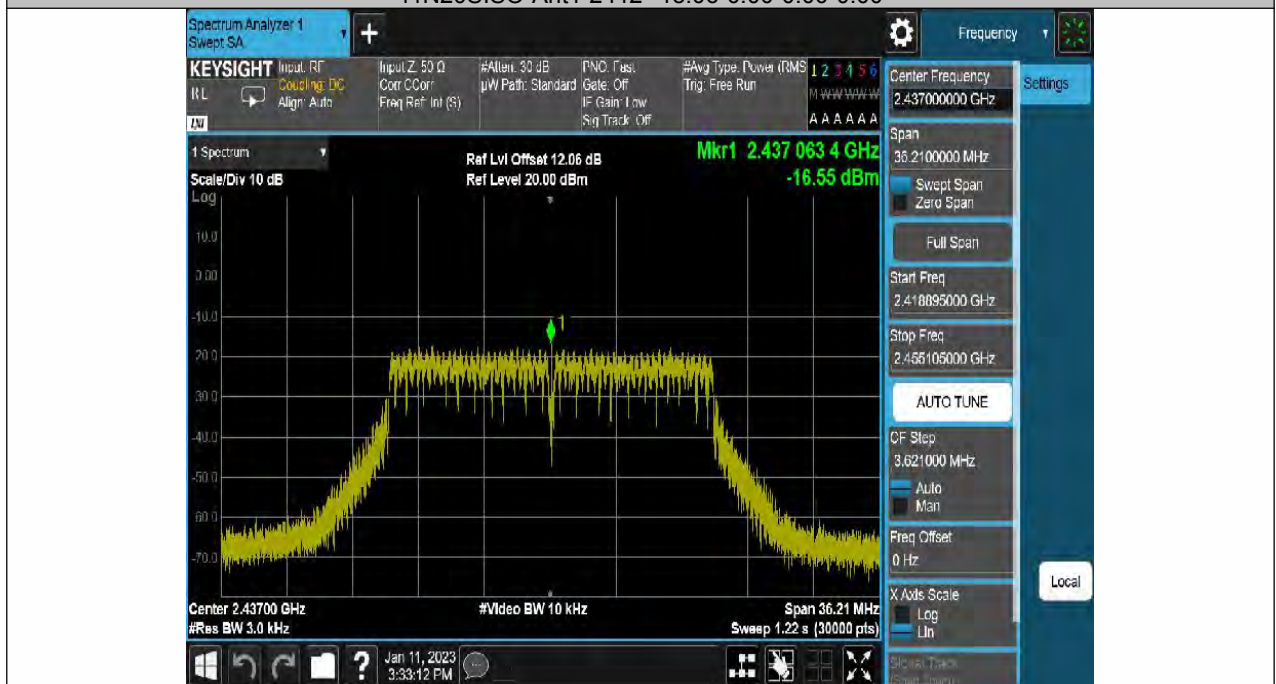 Spectrum Analyzer 1
Swept SA
Frequency
KEYSIGHT Input: RF
Coupling: DC
Align: Auto
Input Z: 50 Ω
Corr CCorr
Freq Ref: Int (S)
#Atten: 30 dB
µW Path: Standard
PNO: Fast
Gate: Off
IF Gain: Low
Sig Track: Off
#Avg Type: Power (RMS
Trig: Free Run
1 2 3 4 5 6
M W W W W W
A A A A A A
RL
LXI
Center Frequency
2.437000000 GHz
Settings
Span
36.2100000 MHz
Swept Span
Zero Span
Full Span
Start Freq
2.418895000 GHz
Stop Freq
2.455105000 GHz
AUTO TUNE
CF Step
3.621000 MHz
Auto
Man
Freq Offset
0 Hz
X Axis Scale
Log
Lin
Local
1 Spectrum
Scale/Div 10 dB
Log
Ref Lvl Offset 12.06 dB
Ref Level 20.00 dBm
Mkr1 2.437 063 4 GHz
-16.55 dBm
1
10.0
0.00
-10.0
-20.0
-30.0
-40.0
-50.0
-60.0
-70.0
Center 2.43700 GHz
#Res BW 3.0 kHz
#Video BW 10 kHz
Span 36.21 MHz
Sweep 1.22 s (30000 pts)
Jan 11, 2023
3:33:12 PM